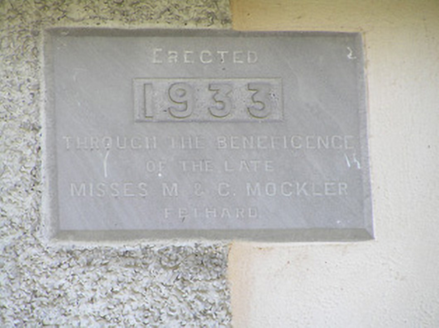 ERECTED
1933
THROUGH THE BENEFICENCE
OF THE LATE
MISSES M. & C. MOCKLER
FETHARD.